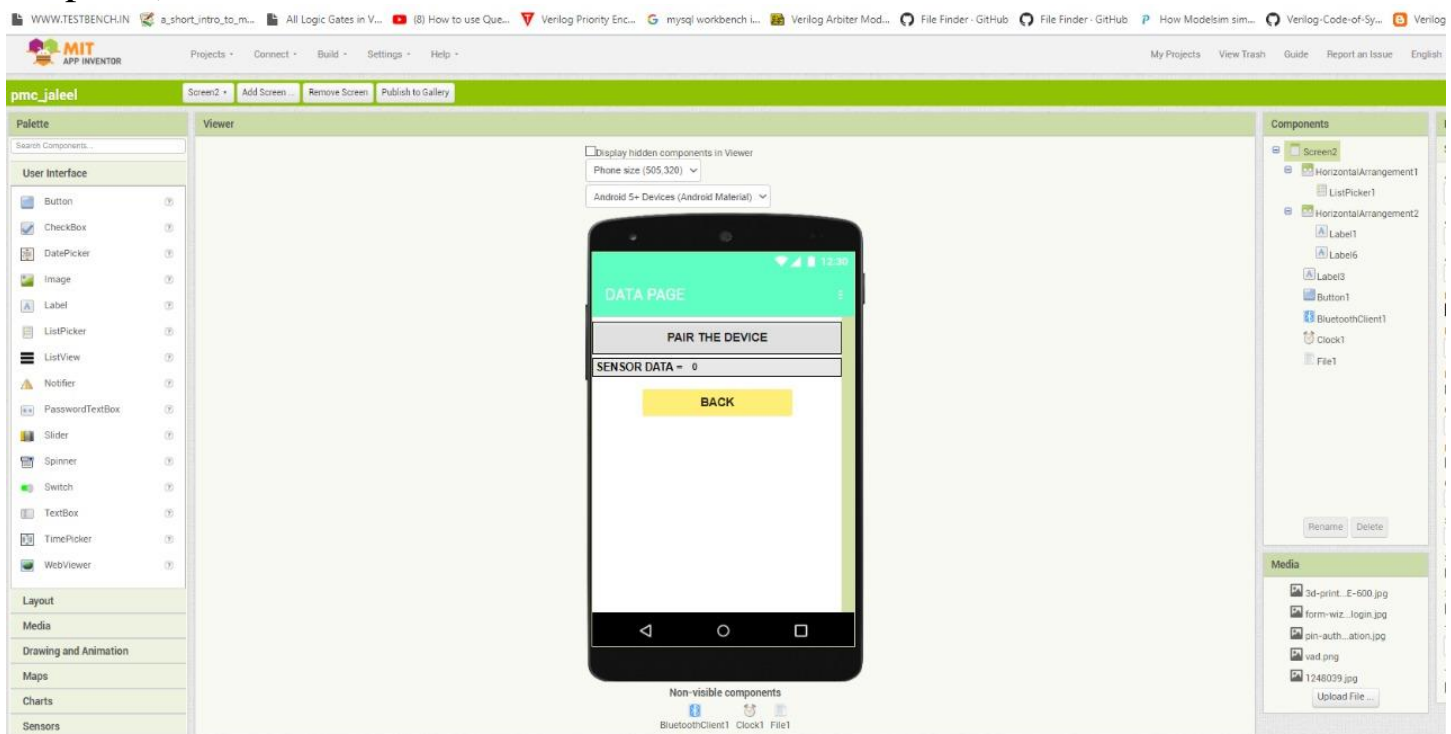 WWW.TESTBENCH.IN a_short_intro_to_m... All Logic Gates in V... (8) How to use Que... Verilog Priority Enc... mysql workbench i... Verilog Arbiter Mod... File Finder · GitHub File Finder · GitHub How Modelsim sim... Verilog-Code-of-Sy... Verilog
MIT
APP INVENTOR
Projects Connect Build Settings Help My Projects View Trash Guide Report an Issue English
pmc_jaleel Screen2 Add Screen ... Remove Screen Publish to Gallery
Palette
Search Components...
User Interface
Button
CheckBox
DatePicker
Image
Label
ListPicker
ListView
Notifier
PasswordTextBox
Slider
Spinner
Switch
TextBox
TimePicker
WebViewer
Layout
Media
Drawing and Animation
Maps
Charts
Sensors
Viewer
Display hidden components in Viewer
Phone size (505,320)
Android 5+ Devices (Android Material)
12:30
DATA PAGE
PAIR THE DEVICE
SENSOR DATA = 0
BACK
Non-visible components
BluetoothClient1 Clock1 File1
Components
Screen2
HorizontalArrangement1
ListPicker1
HorizontalArrangement2
Label1
Label6
Label3
Button1
BluetoothClient1
Clock1
File1
Rename Delete
Media
3d-print...E-600.jpg
form-wiz...login.jpg
pin-auth...ation.jpg
vad.png
1248039.jpg
Upload File ...